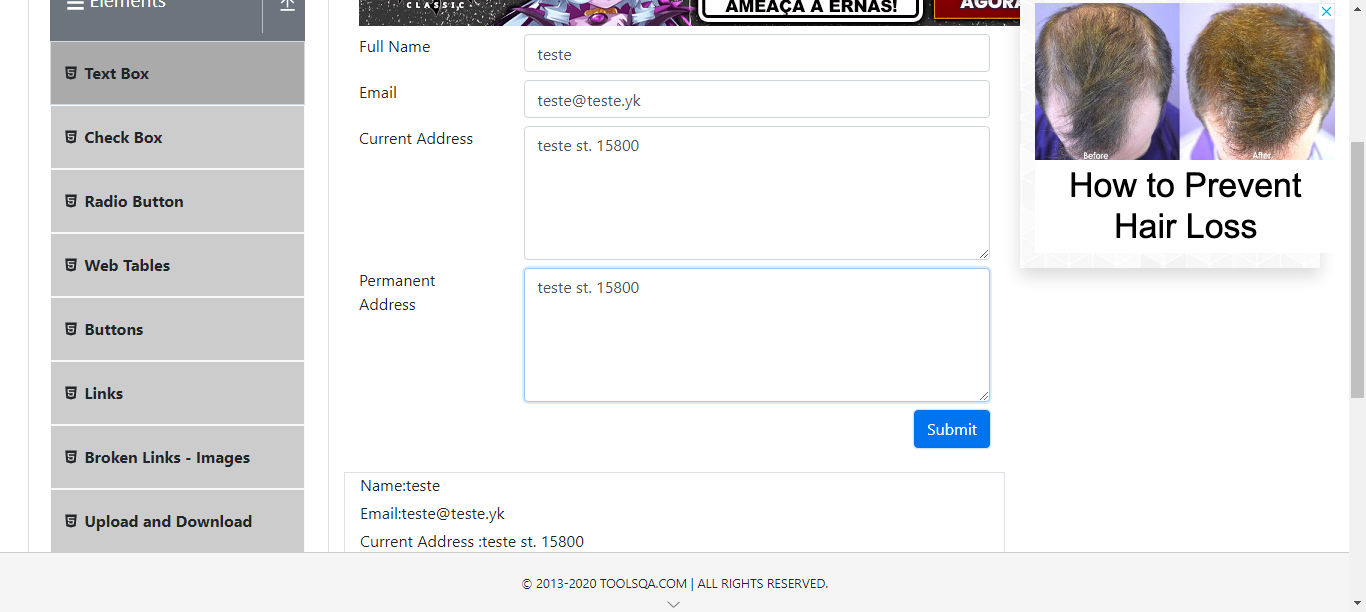 Elements
CLASSIC
AMEAÇA A ERNAS!
AGORA
Text Box
Check Box
Radio Button
Web Tables
Buttons
Links
Broken Links - Images
Upload and Download
Full Name
teste
Email
teste@teste.yk
Current Address
teste st. 15800
Permanent
Address
teste st. 15800
Submit
Name:teste
Email:teste@teste.yk
Current Address :teste st. 15800
Before
After
How to Prevent
Hair Loss
© 2013-2020 TOOLSQA.COM | ALL RIGHTS RESERVED.